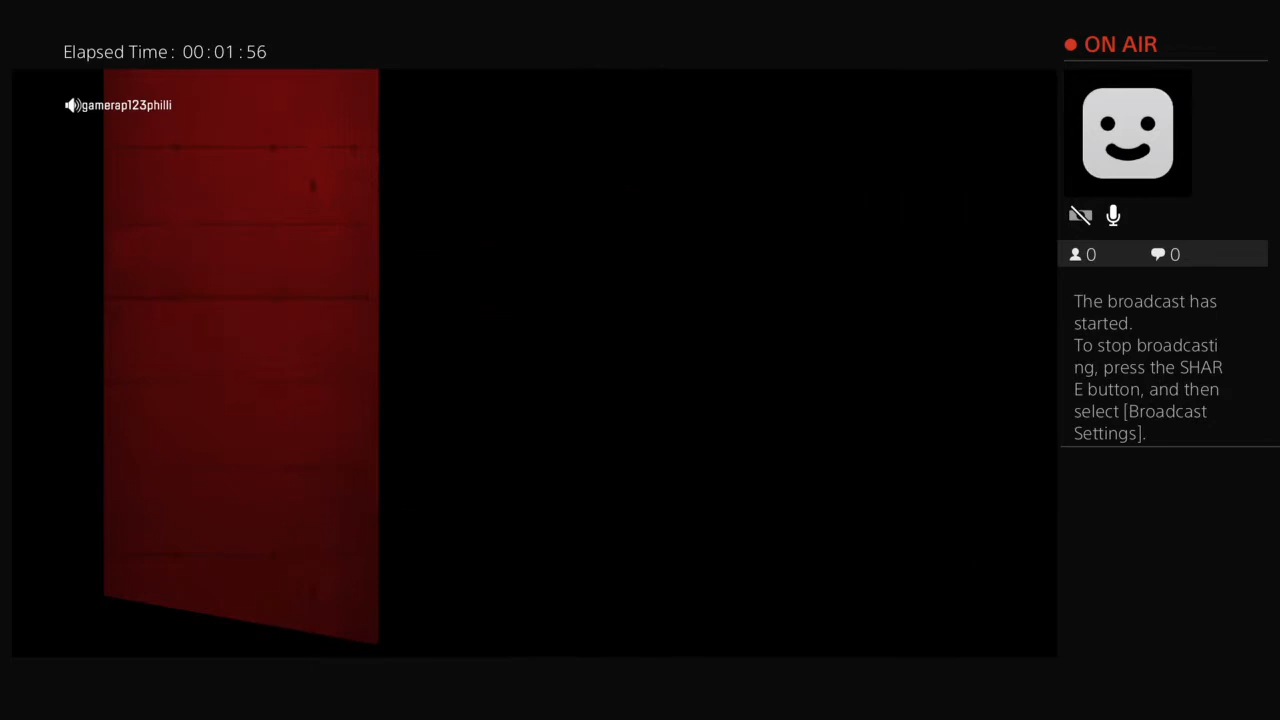 Elapsed Time: 00:01:56
ON AIR
gamerap123philli
0 0
The broadcast has
started.
To stop broadcasti
ng, press the SHAR
E button, and then
select [Broadcast
Settings].